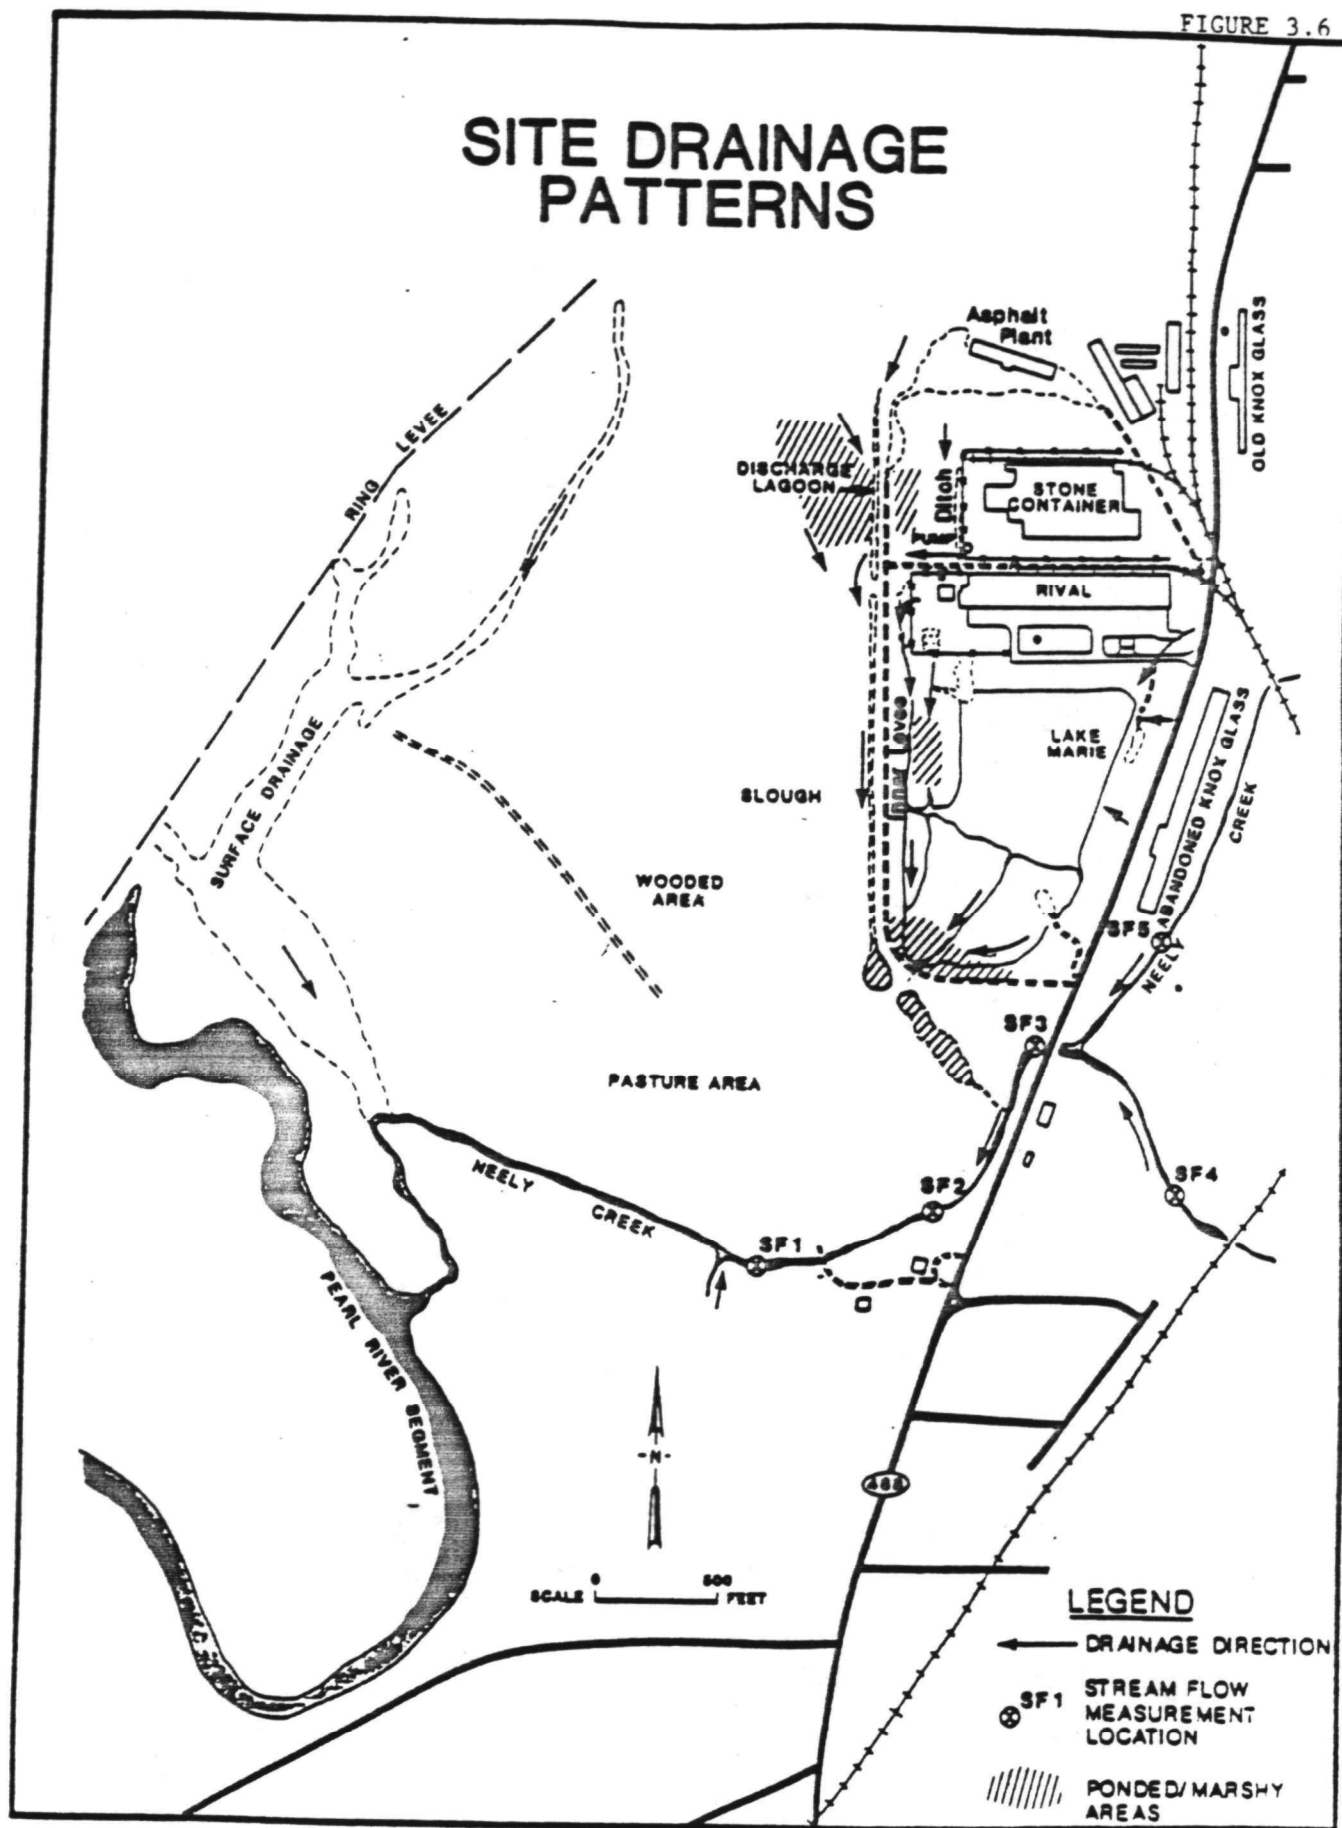 FIGURE 3.6
SITE DRAINAGE
PATTERNS
Asphalt
Plant
OLD KNOX GLASS
RING LEVEE
DISCHARGE
LAGOON
Ditch
STONE
CONTAINER
PUMP
RIVAL
SURFACE DRAINAGE
LAKE
MARIE
SLOUGH
ABANDONED KNOX GLASS
NEELY CREEK
WOODED
AREA
SF5
SF3
PASTURE AREA
NEELY
CREEK
SF2
SF4
SF1
PEARL RIVER SEGMENT
-N-
468
0 500
SCALE FEET
LEGEND
DRAINAGE DIRECTION
SF1 STREAM FLOW
MEASUREMENT
LOCATION
PONDED/MARSHY
AREAS